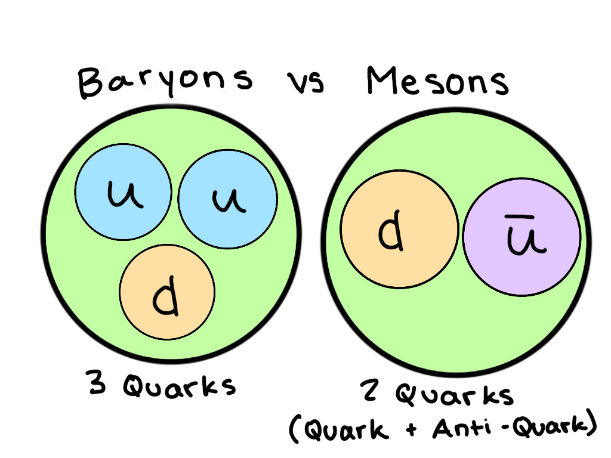 Baryons vs Mesons
u u
d
d ū
3 Quarks
2 Quarks
(Quark + Anti-Quark)